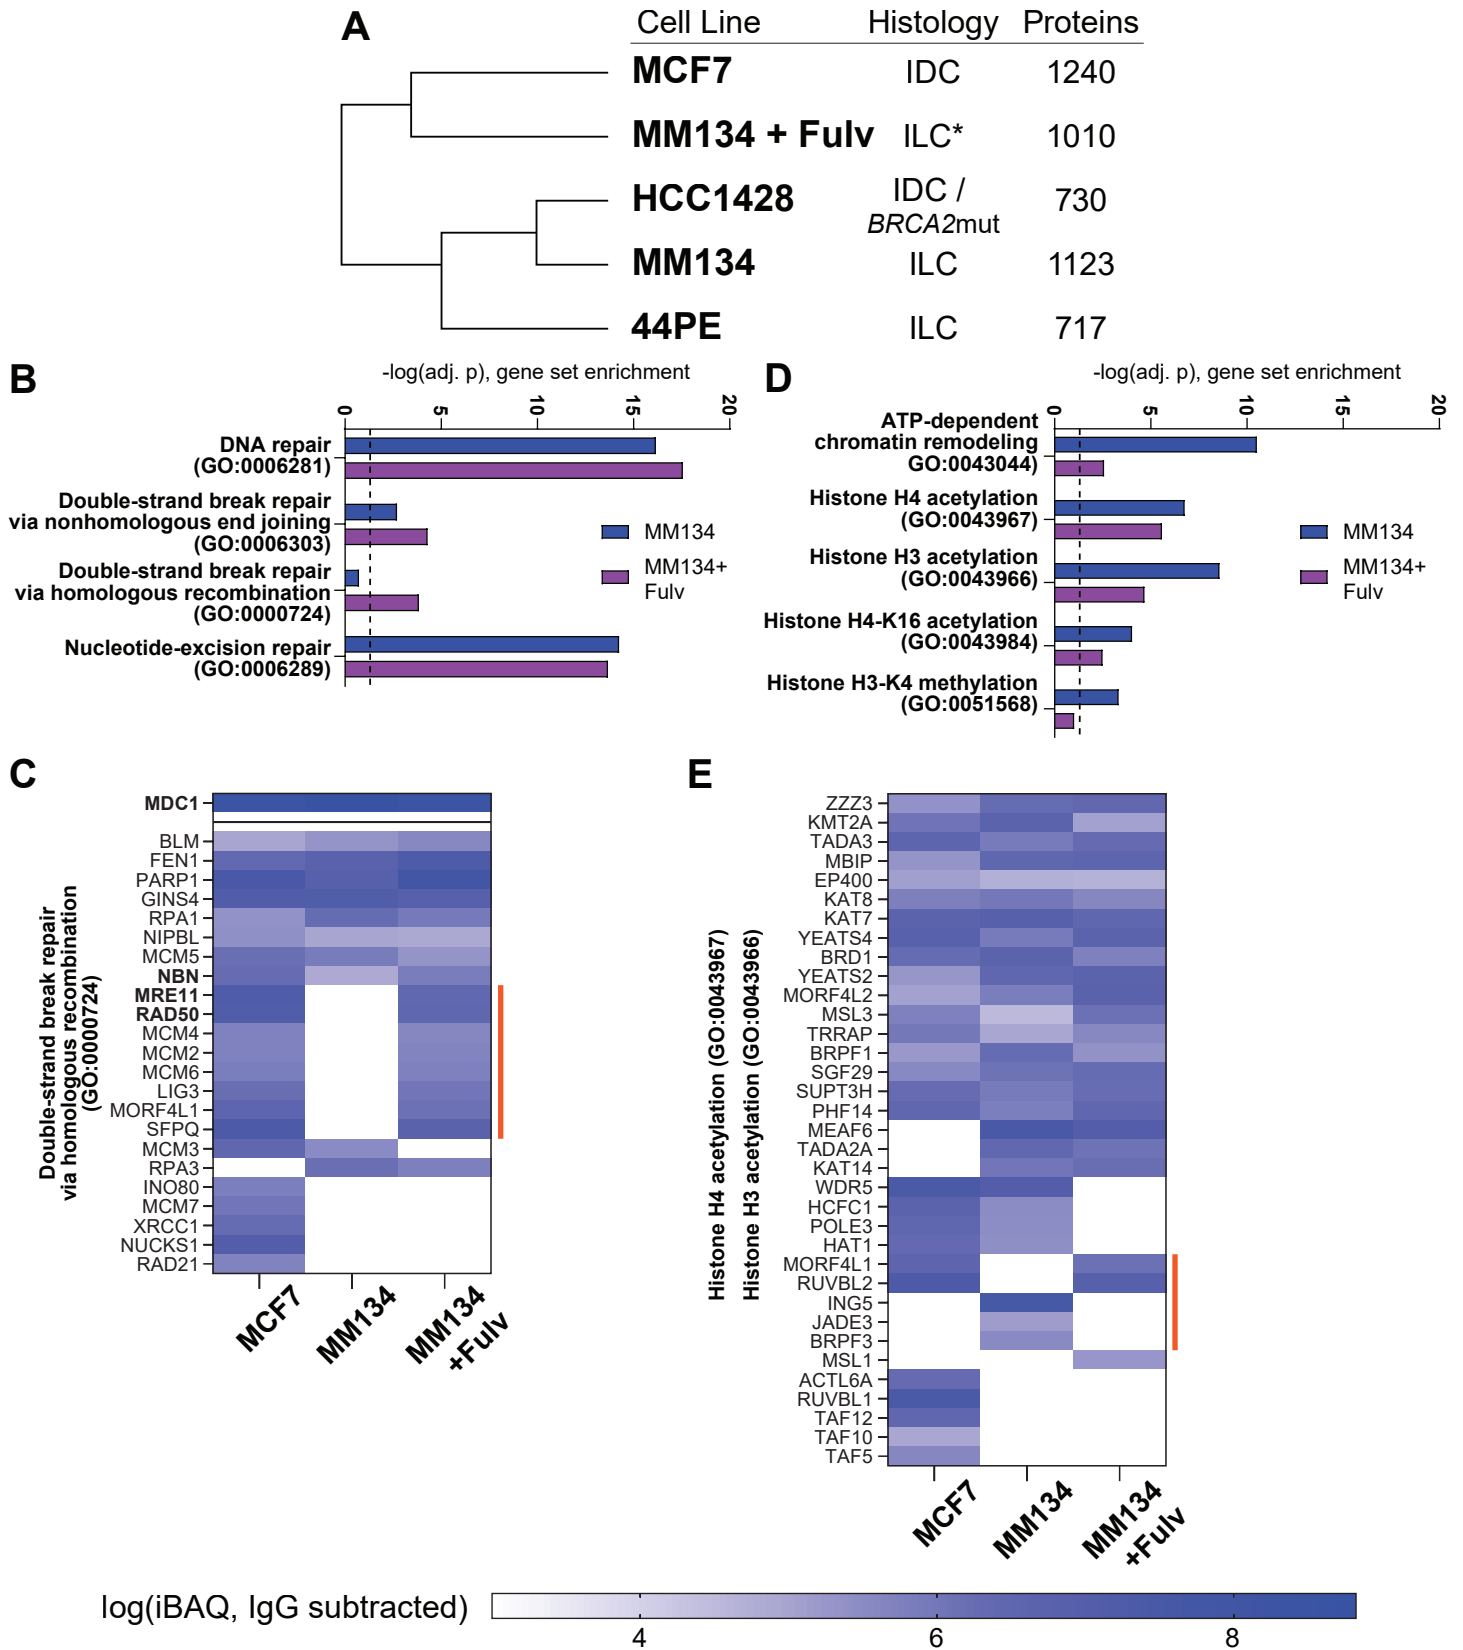 A
Cell Line Histology Proteins
MCF7 IDC 1240
MM134 + Fulv ILC* 1010
HCC1428 IDC / BRCA2mut 730
MM134 ILC 1123
44PE ILC 717
B
-log(adj. p), gene set enrichment
0 5 10 15 20
DNA repair
(GO:0006281)
Double-strand break repair
via nonhomologous end joining
(GO:0006303)
Double-strand break repair
via homologous recombination
(GO:0000724)
Nucleotide-excision repair
(GO:0006289)
MM134
MM134+
Fulv
D
-log(adj. p), gene set enrichment
0 5 10 15 20
ATP-dependent
chromatin remodeling
GO:0043044)
Histone H4 acetylation
(GO:0043967)
Histone H3 acetylation
(GO:0043966)
Histone H4-K16 acetylation
(GO:0043984)
Histone H3-K4 methylation
(GO:0051568)
MM134
MM134+
Fulv
C
Double-strand break repair
via homologous recombination
(GO:0000724)
MDC1
BLM
FEN1
PARP1
GINS4
RPA1
NIPBL
MCM5
NBN
MRE11
RAD50
MCM4
MCM2
MCM6
LIG3
MORF4L1
SFPQ
MCM3
RPA3
INO80
MCM7
XRCC1
NUCKS1
RAD21
MCF7
MM134
MM134
+Fulv
E
Histone H4 acetylation (GO:0043967)
Histone H3 acetylation (GO:0043966)
ZZZ3
KMT2A
TADA3
MBIP
EP400
KAT8
KAT7
YEATS4
BRD1
YEATS2
MORF4L2
MSL3
TRRAP
BRPF1
SGF29
SUPT3H
PHF14
MEAF6
TADA2A
KAT14
WDR5
HCFC1
POLE3
HAT1
MORF4L1
RUVBL2
ING5
JADE3
BRPF3
MSL1
ACTL6A
RUVBL1
TAF12
TAF10
TAF5
MCF7
MM134
MM134
+Fulv
log(iBAQ, IgG subtracted)
4 6 8